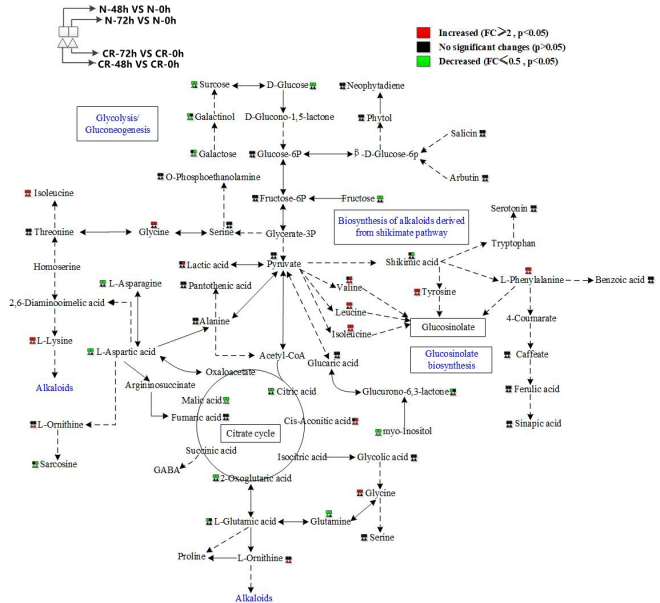 N-48h VS N-0h
N-72h VS N-0h
CR-72h VS CR-0h
CR-48h VS CR-0h
Increased (FC≥2 , p<0.05)
No significant changes (p>0.05)
Decreased (FC≤0.5 , p<0.05)
Surcose
D-Glucose
Neophytadiene
Glycolysis/
Gluconeogenesis
Galactinol
D-Glucono-1,5-lactone
Phytol
Salicin
Galactose
Glucose-6P
β-D-Glucose-6p
O-Phosphoethanolamine
Arbutin
Isoleucine
Fructose-6P
Fructose
Serotonin
Threonine
Glycine
Serine
Glycerate-3P
Biosynthesis of alkaloids derived
from shikimate pathway
Tryptophan
Homoserine
Lactic acid
Pyruvate
Shikimic acid
L-Asparagine
Pantothenic acid
Valine
Tyrosine
L-Phenylalanine
Benzoic acid
2,6-Diaminooimelic acid
Leucine
Alanine
Isoleucine
Glucosinolate
4-Coumarate
L-Lysine
L-Aspartic acid
Acetyl-CoA
Glucaric acid
Glucosinolate
biosynthesis
Caffeate
Oxaloacetate
Alkaloids
Argininosuccinate
Citric acid
Glucurono-6,3-lactone
Ferulic acid
Malic acid
L-Ornithine
Fumaric acid
Cis-Aconitic acid
myo-Inositol
Sinapic acid
Citrate cycle
Sarcosine
Succinic acid
Isocitric acid
Glycolic acid
GABA
2-Oxoglutaric acid
Glycine
L-Glutamic acid
Glutamine
Serine
Proline
L-Ornithine
Alkaloids